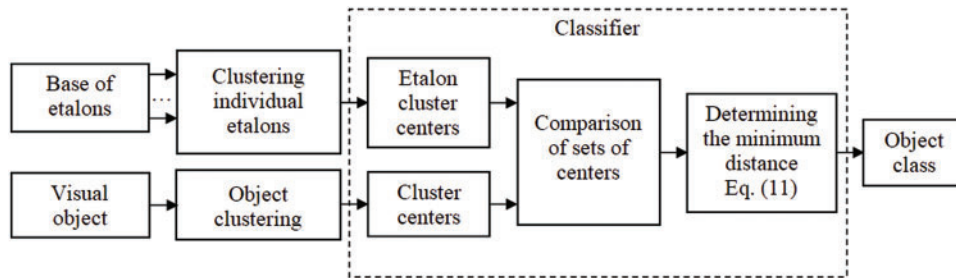 Classifier
Base of
etalons
...
Clustering
individual
etalons
Etalon
cluster
centers
Comparison
of sets of
centers
Determining
the minimum
distance
Eq. (11)
Object
class
Visual
object
Object
clustering
Cluster
centers